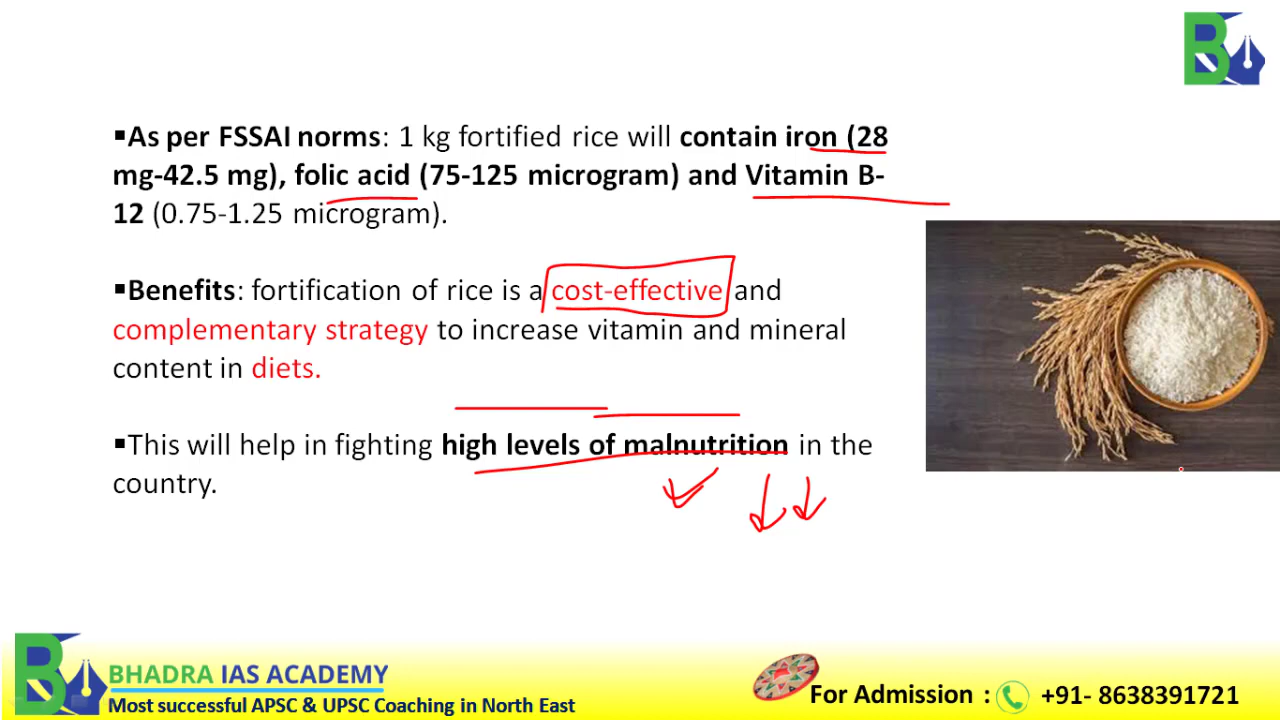 ▪As per FSSAI norms: 1 kg fortified rice will contain iron (28
mg-42.5 mg), folic acid (75-125 microgram) and Vitamin B-
12 (0.75-1.25 microgram).
▪Benefits: fortification of rice is a cost-effective and
complementary strategy to increase vitamin and mineral
content in diets.
▪This will help in fighting high levels of malnutrition in the
country.
BHADRA IAS ACADEMY
Most successful APSC & UPSC Coaching in North East
For Admission : +91- 8638391721